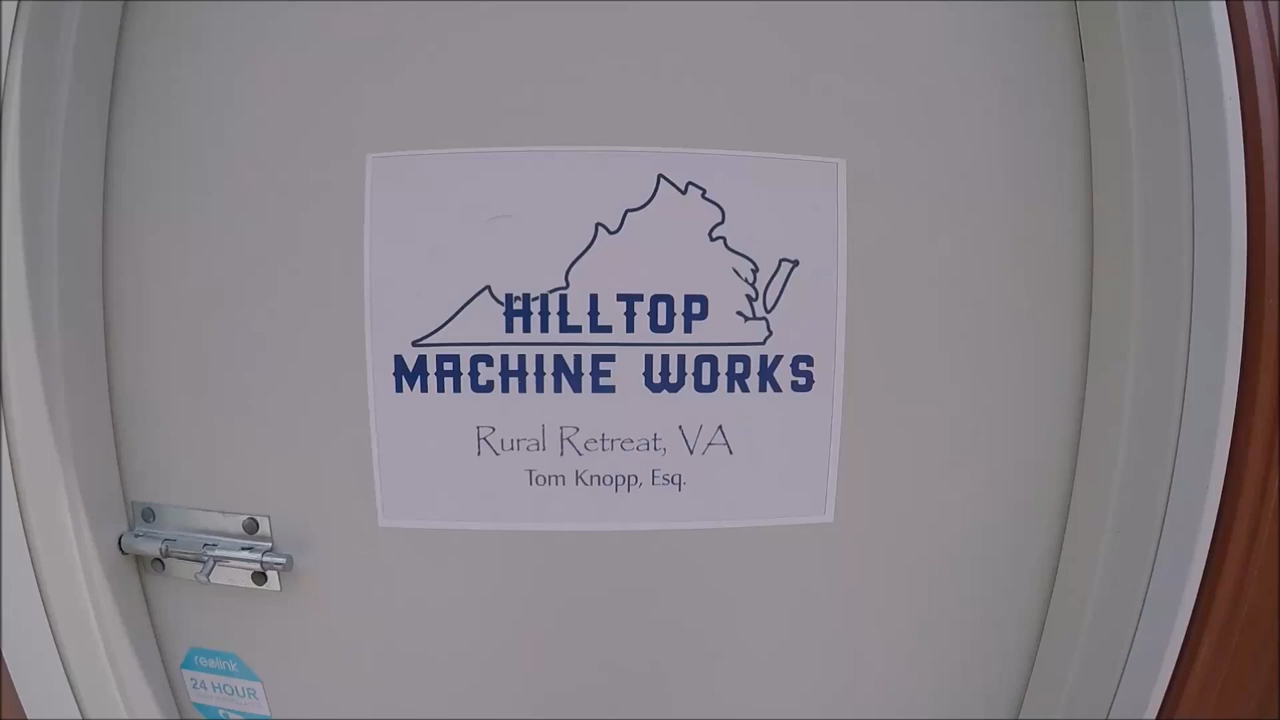 HILLTOP
MACHINE WORKS
Rural Retreat, VA
Tom Knopp, Esq.
reolink
24 HOUR